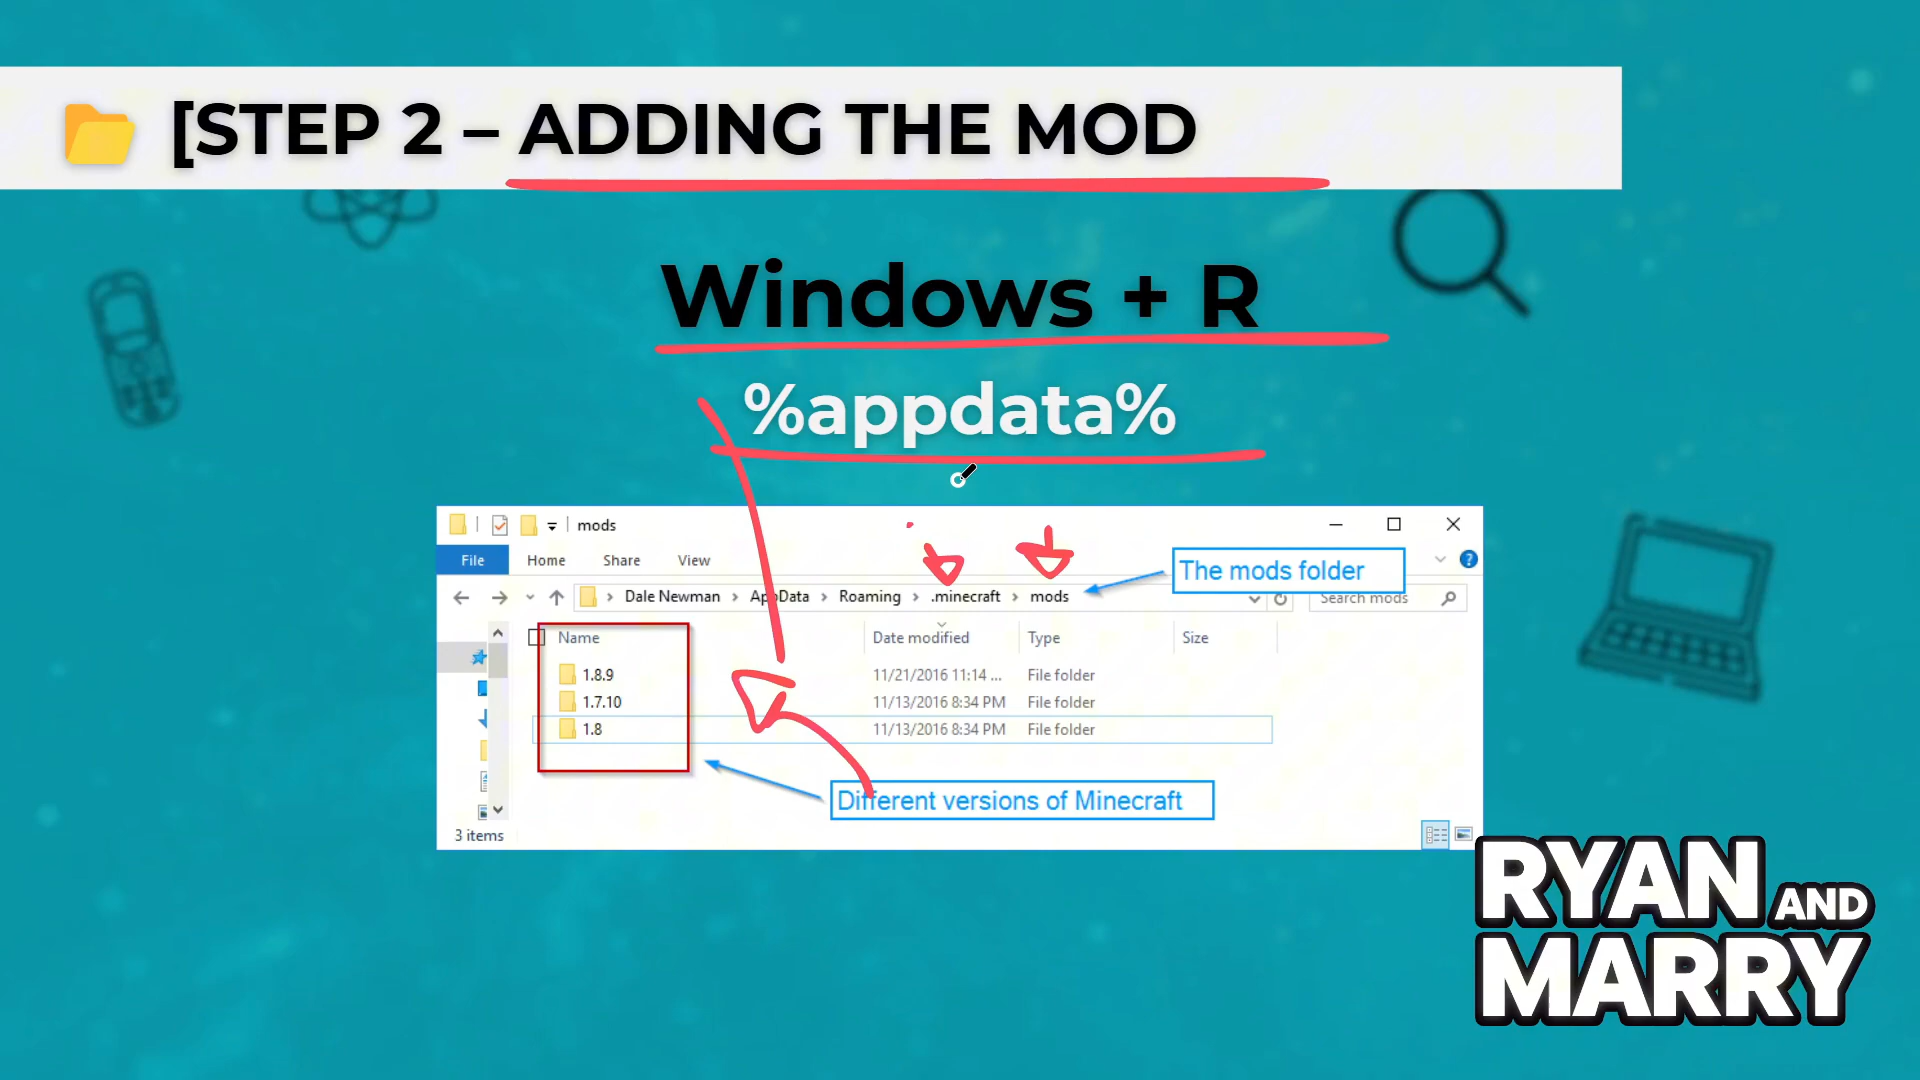 [STEP 2 – ADDING THE MOD
Windows + R
%appdata%
mods
File Home Share View
The mods folder
Dale Newman > AppData > Roaming > .minecraft > mods
Search mods
Name Date modified Type Size
1.8.9 11/21/2016 11:14 ... File folder
1.7.10 11/13/2016 8:34 PM File folder
1.8 11/13/2016 8:34 PM File folder
Different versions of Minecraft
3 items
RYAN AND
MARRY